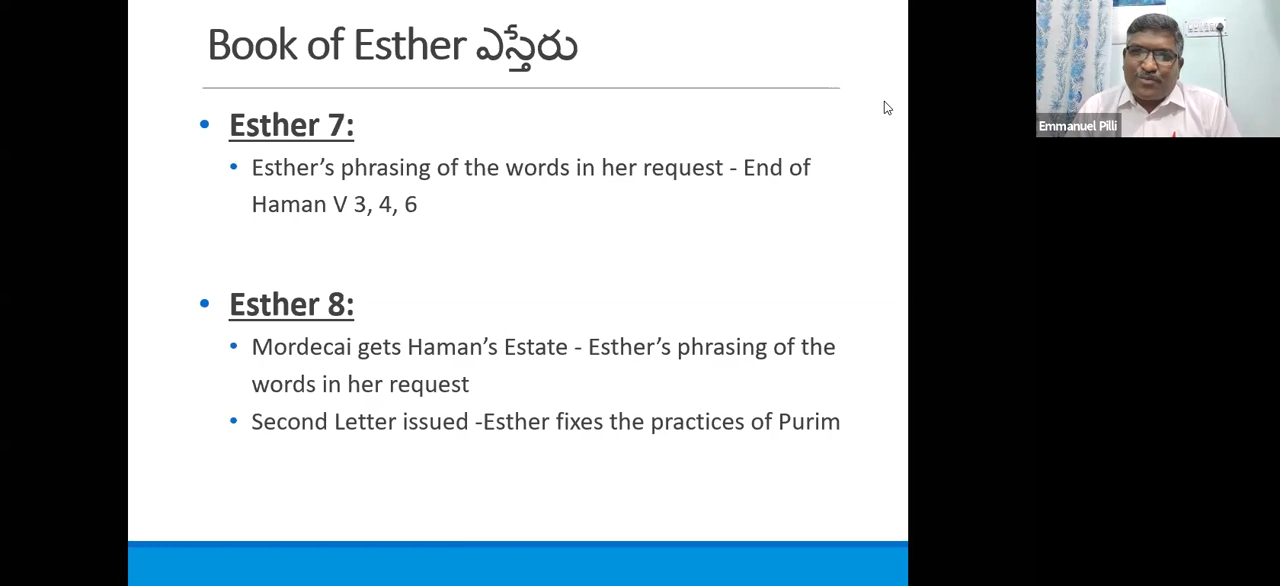 Book of Esther ఎస్తేరు
Esther 7:
Esther’s phrasing of the words in her request - End of
Haman V 3, 4, 6
Esther 8:
Mordecai gets Haman’s Estate - Esther’s phrasing of the
words in her request
Second Letter issued -Esther fixes the practices of Purim
Emmanuel Pilli